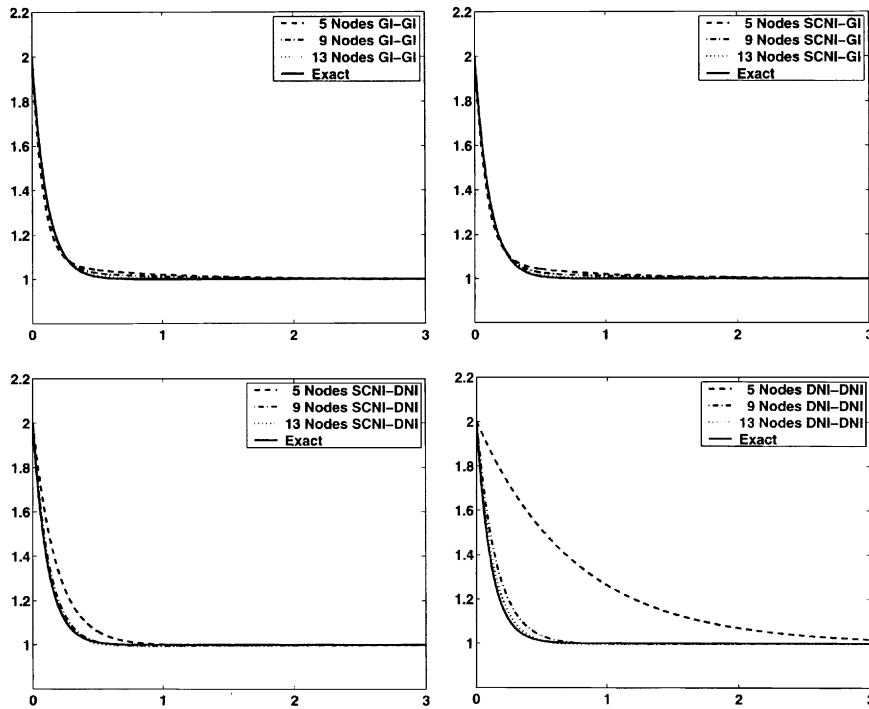 2.2
2
1.8
1.6
1.4
1.2
1
0
1
2
3
5 Nodes GI-GI
9 Nodes GI-GI
13 Nodes GI-GI
Exact
2.2
2
1.8
1.6
1.4
1.2
1
0
1
2
3
5 Nodes SCNI-GI
9 Nodes SCNI-GI
13 Nodes SCNI-GI
Exact
2.2
2
1.8
1.6
1.4
1.2
1
0
1
2
3
5 Nodes SCNI-DNI
9 Nodes SCNI-DNI
13 Nodes SCNI-DNI
Exact
2.2
2
1.8
1.6
1.4
1.2
1
0
1
2
3
5 Nodes DNI-DNI
9 Nodes DNI-DNI
13 Nodes DNI-DNI
Exact